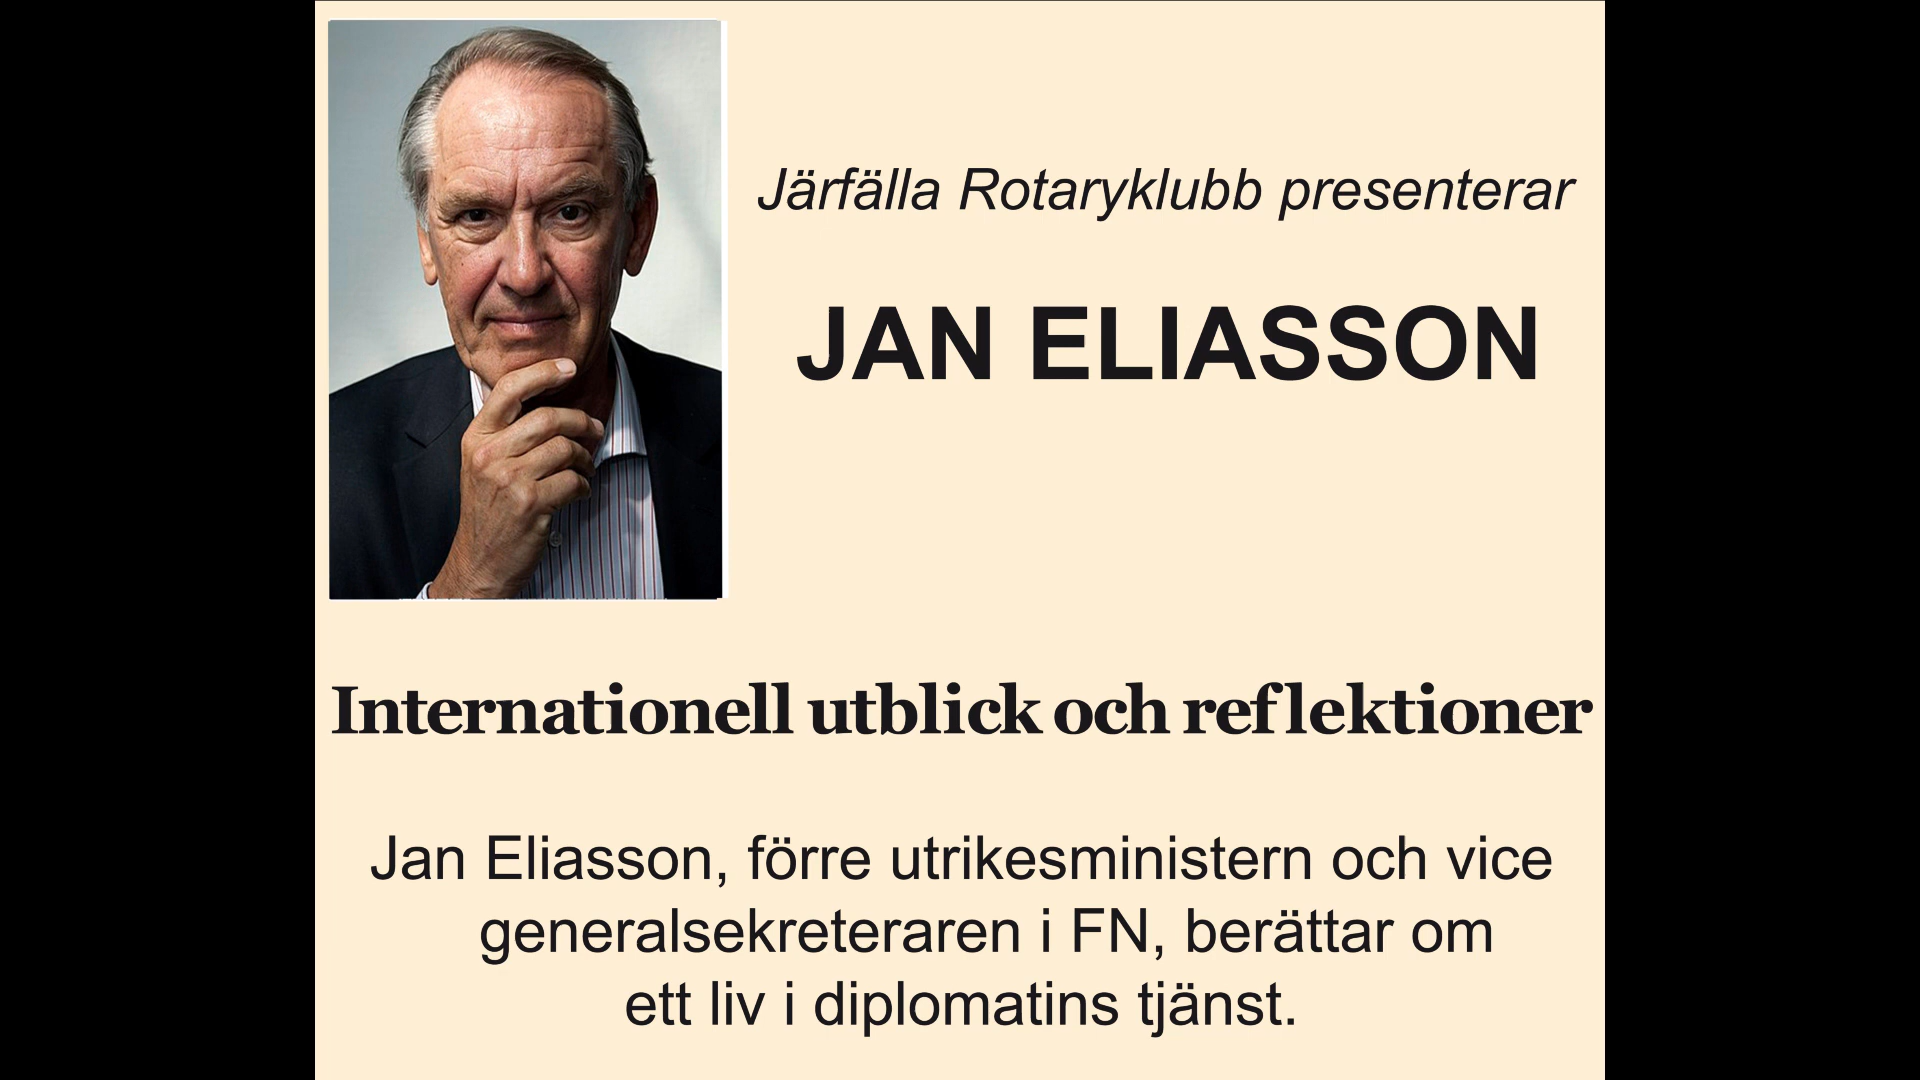 Järfälla Rotaryklubb presenterar
JAN ELIASSON
Internationell utblick och reflektioner
Jan Eliasson, förre utrikesministern och vice
generalsekreteraren i FN, berättar om
ett liv i diplomatins tjänst.